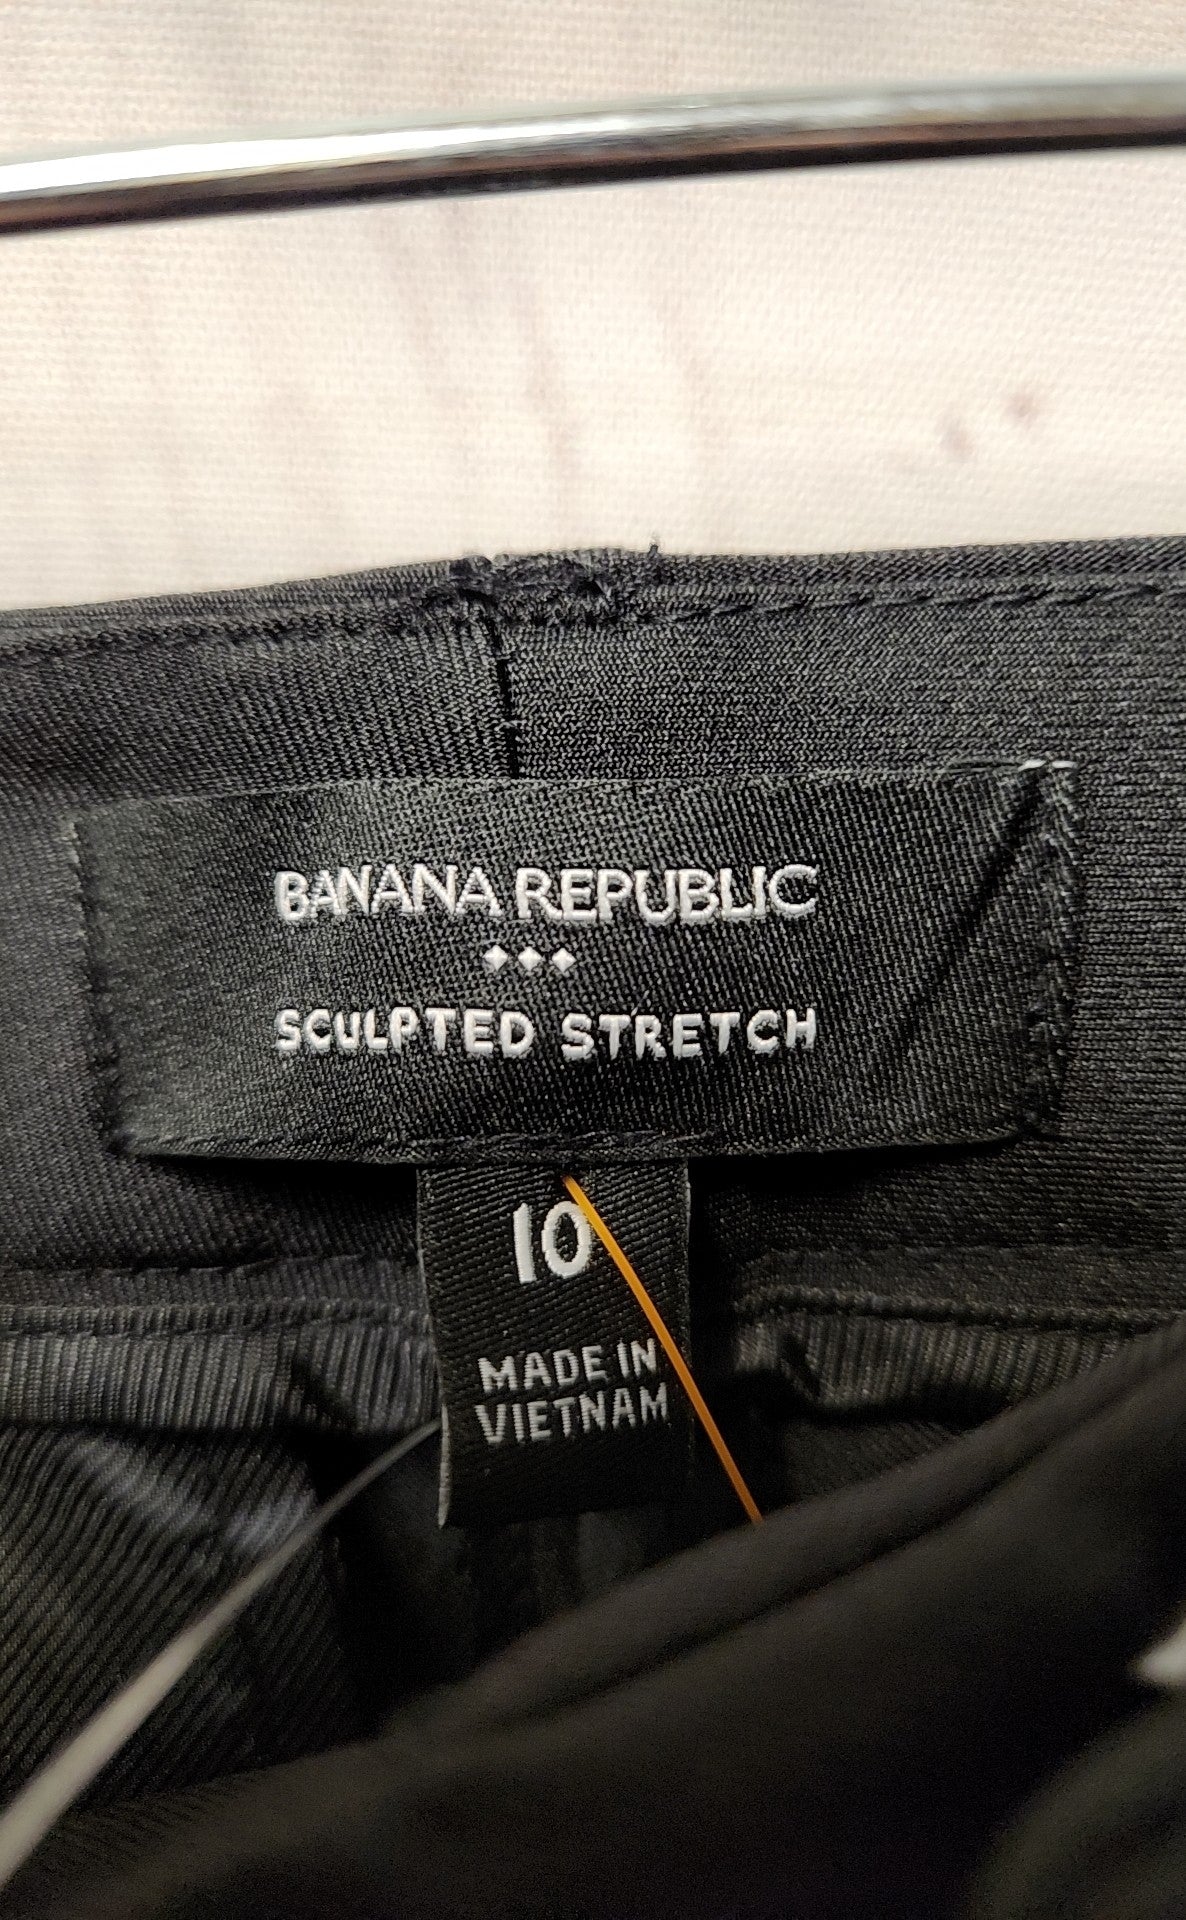 BANANA REPUBLIC
SCULPTED STRETCH
10
MADE IN
VIETNAM